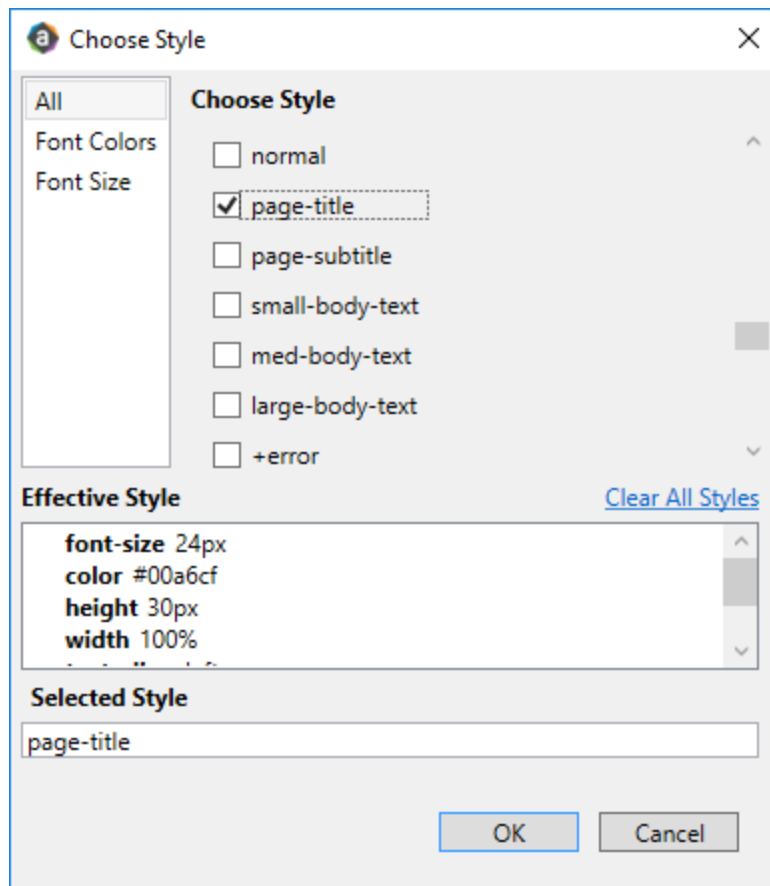 Choose Style
All
Font Colors
Font Size
Choose Style
normal
page-title
page-subtitle
small-body-text
med-body-text
large-body-text
+error
Effective Style
Clear All Styles
font-size 24px
color #00a6cf
height 30px
width 100%
Selected Style
page-title
OK
Cancel